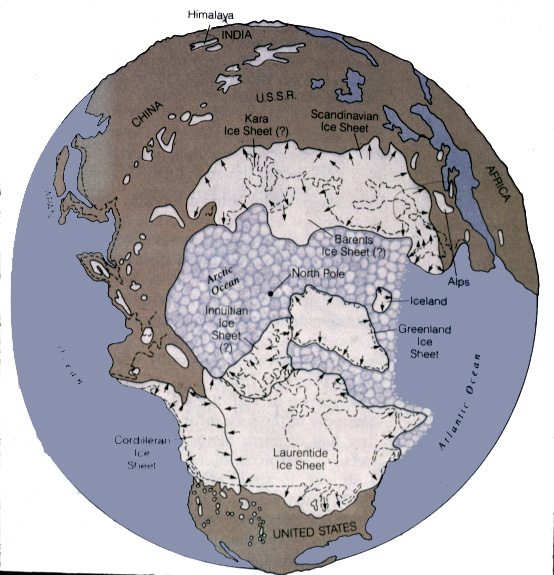 Himalaya
INDIA
U.S.S.R.
CHINA
Kara
Ice Sheet (?)
Scandinavian
Ice Sheet
AFRICA
Barents
Ice Sheet (?)
Alps
Arctic
Ocean
North Pole
Iceland
Innuitian
Ice
Sheet
(?)
Greenland
Ice
Sheet
Atlantic Ocean
Cordilleran
Ice
Sheet
Laurentide
Ice Sheet
UNITED STATES